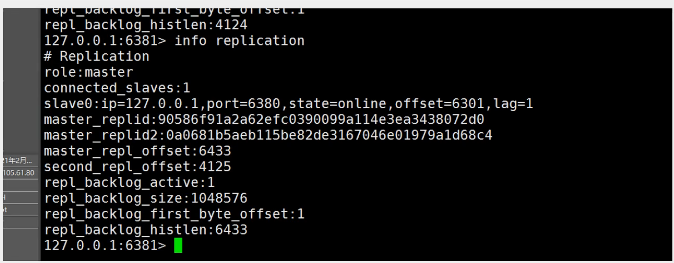 repl_backlog_first_byte_offset:1
repl_backlog_histlen:4124
127.0.0.1:6381> info replication
# Replication
role:master
connected_slaves:1
slave0:ip=127.0.0.1,port=6380,state=online,offset=6301,lag=1
master_replid:90586f91a2a62efc0390099a114e3ea3438072d0
master_replid2:0a0681b5aeb115be82de3167046e01979a1d68c4
master_repl_offset:6433
second_repl_offset:4125
repl_backlog_active:1
repl_backlog_size:1048576
repl_backlog_first_byte_offset:1
repl_backlog_histlen:6433
127.0.0.1:6381>
21年2月...
105.61.80